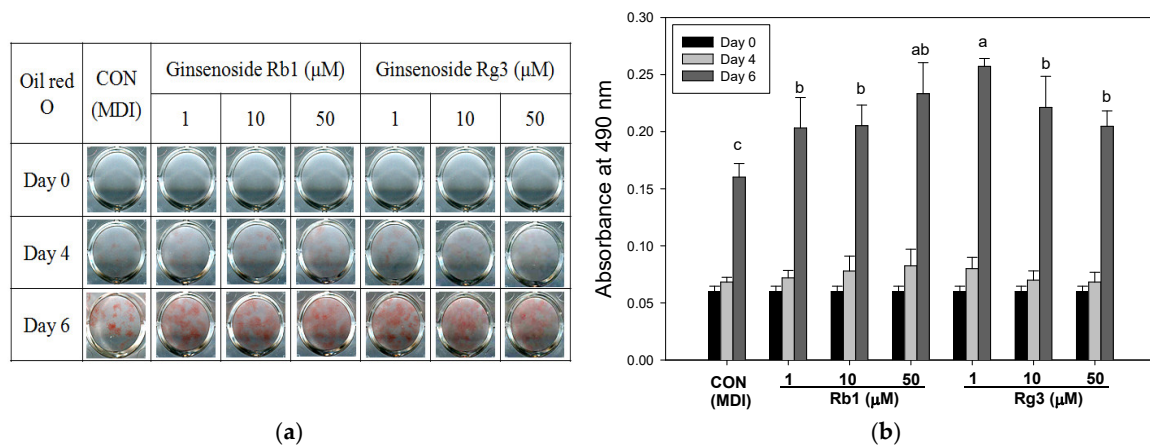 Oil red O
CON (MDI)
Ginsenoside Rb1 (μM)
Ginsenoside Rg3 (μM)
1 10 50 1 10 50
Day 0
Day 4
Day 6
(a)
b
Day 0
Day 4
Day 6
Absorbance at 490 nm
0.30
0.25
0.20
0.15
0.10
0.05
0.00
c b b ab a b b
CON (MDI)
1 10 50 1 10 50
Rb1 (μM) Rg3 (μM)
(b)